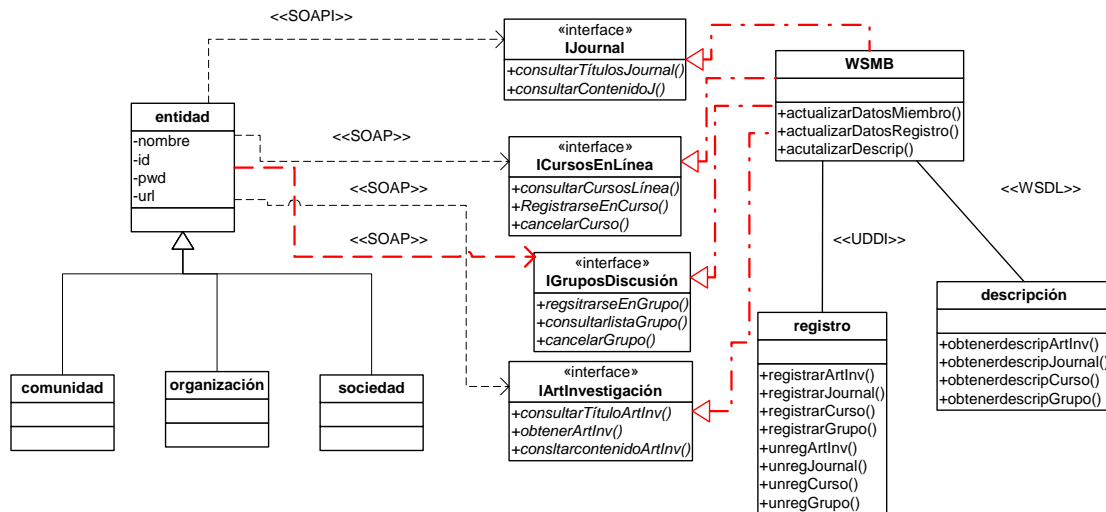 <<SOAPI>>
«interface»
IJournal
+consultarTítulosJournal()
+consultarContenidoJ()
WSMB
+actualizarDatosMiembro()
+actualizarDatosRegistro()
+acutalizarDescrip()
entidad
-nombre
-id
-pwd
-url
<<SOAP>>
«interface»
ICursosEnLínea
+consultarCursosLínea()
+RegistrarseEnCurso()
+cancelarCurso()
<<SOAP>>
<<WSDL>>
<<SOAP>>
<<UDDI>>
«interface»
IGruposDiscusión
+regsitrarseEnGrupo()
+consultarlistaGrupo()
+cancelarGrupo()
descripción
+obtenerdescripArtInv()
+obtenerdescripJournal()
+obtenerdescripCurso()
+obtenerdescripGrupo()
registro
+registrarArtInv()
+registrarJournal()
+registrarCurso()
+registrarGrupo()
+unregArtInv()
+unregJournal()
+unregCurso()
+unregGrupo()
comunidad
organización
sociedad
«interface»
IArtInvestigación
+consultarTítuloArtInv()
+obtenerArtInv()
+consltarcontenidoArtInv()